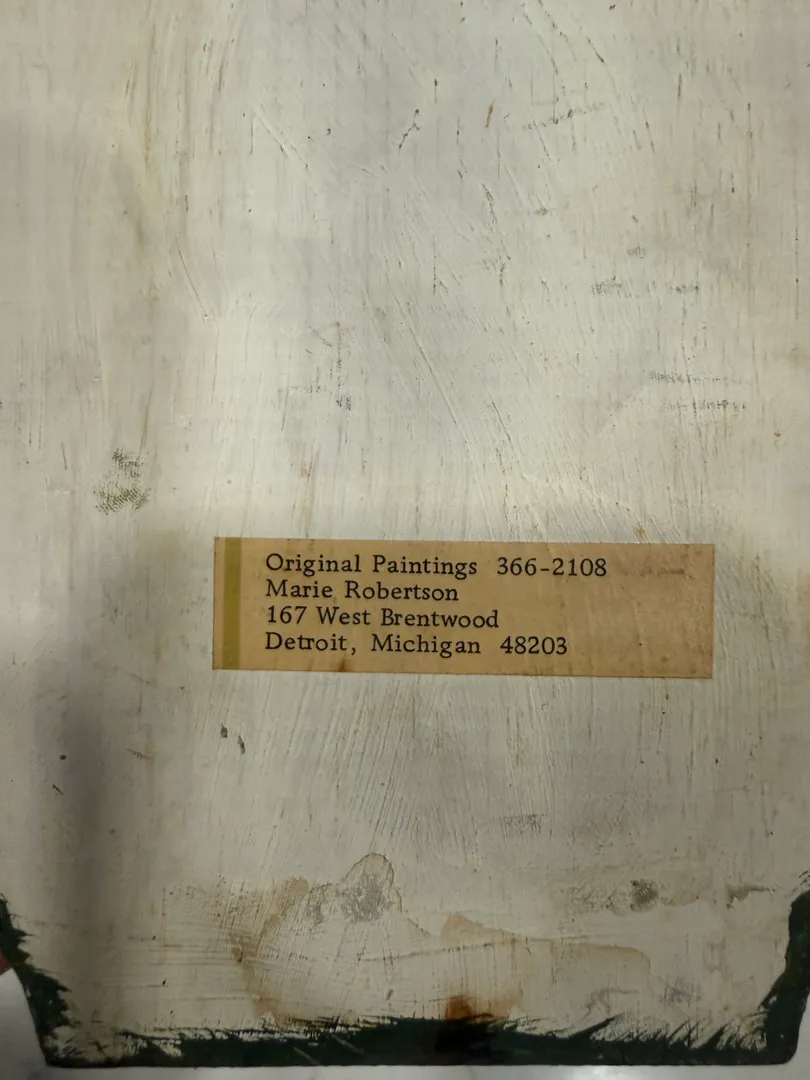 Original Paintings 366-2108
Marie Robertson
167 West Brentwood
Detroit, Michigan 48203